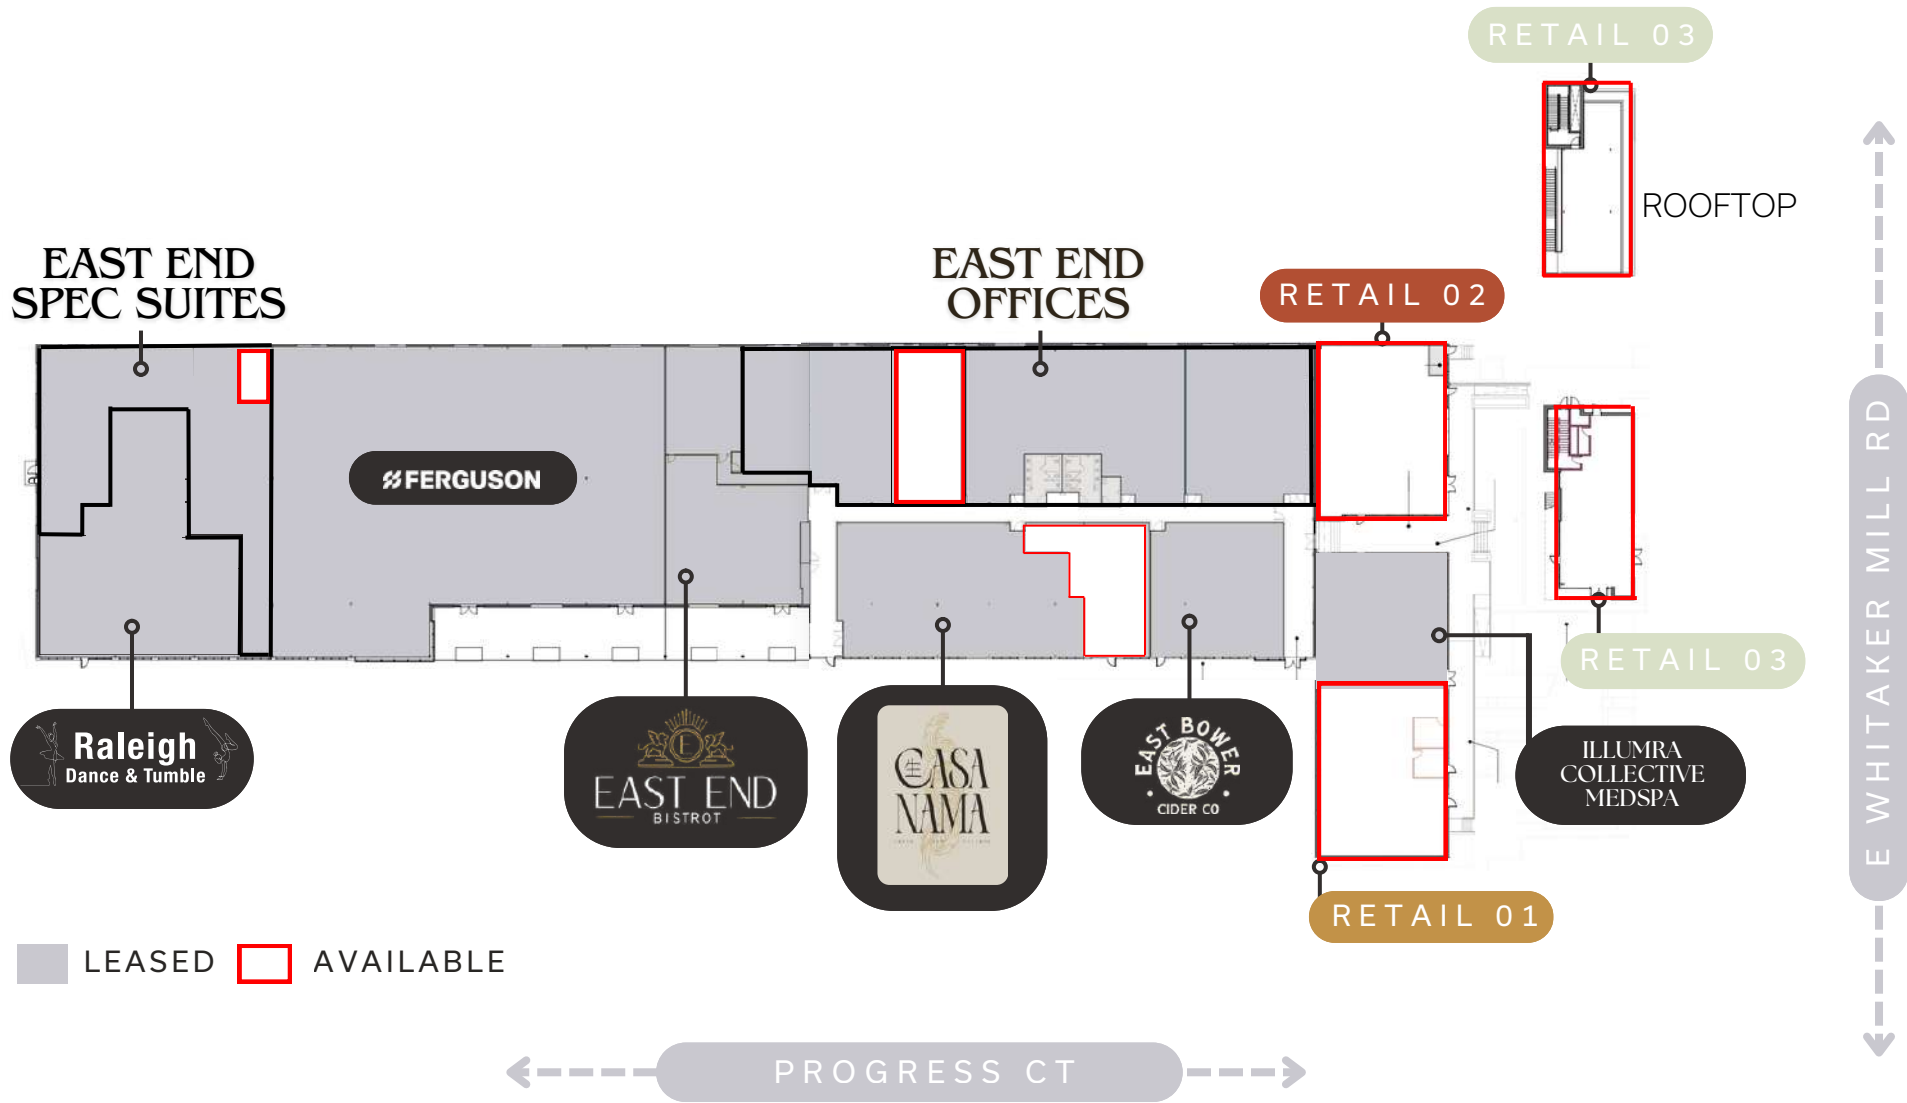 RETAIL 03
ROOFTOP
EAST END
SPEC SUITES
EAST END
OFFICES
RETAIL 02
FERGUSON
E WHITAKER MILL RD
RETAIL 03
Raleigh
Dance & Tumble
E
EAST END
BISTROT
CASA
NAMA
EAST BOWER
CIDER CO
ILLUMRA
COLLECTIVE
MEDSPA
RETAIL 01
LEASED
AVAILABLE
PROGRESS CT